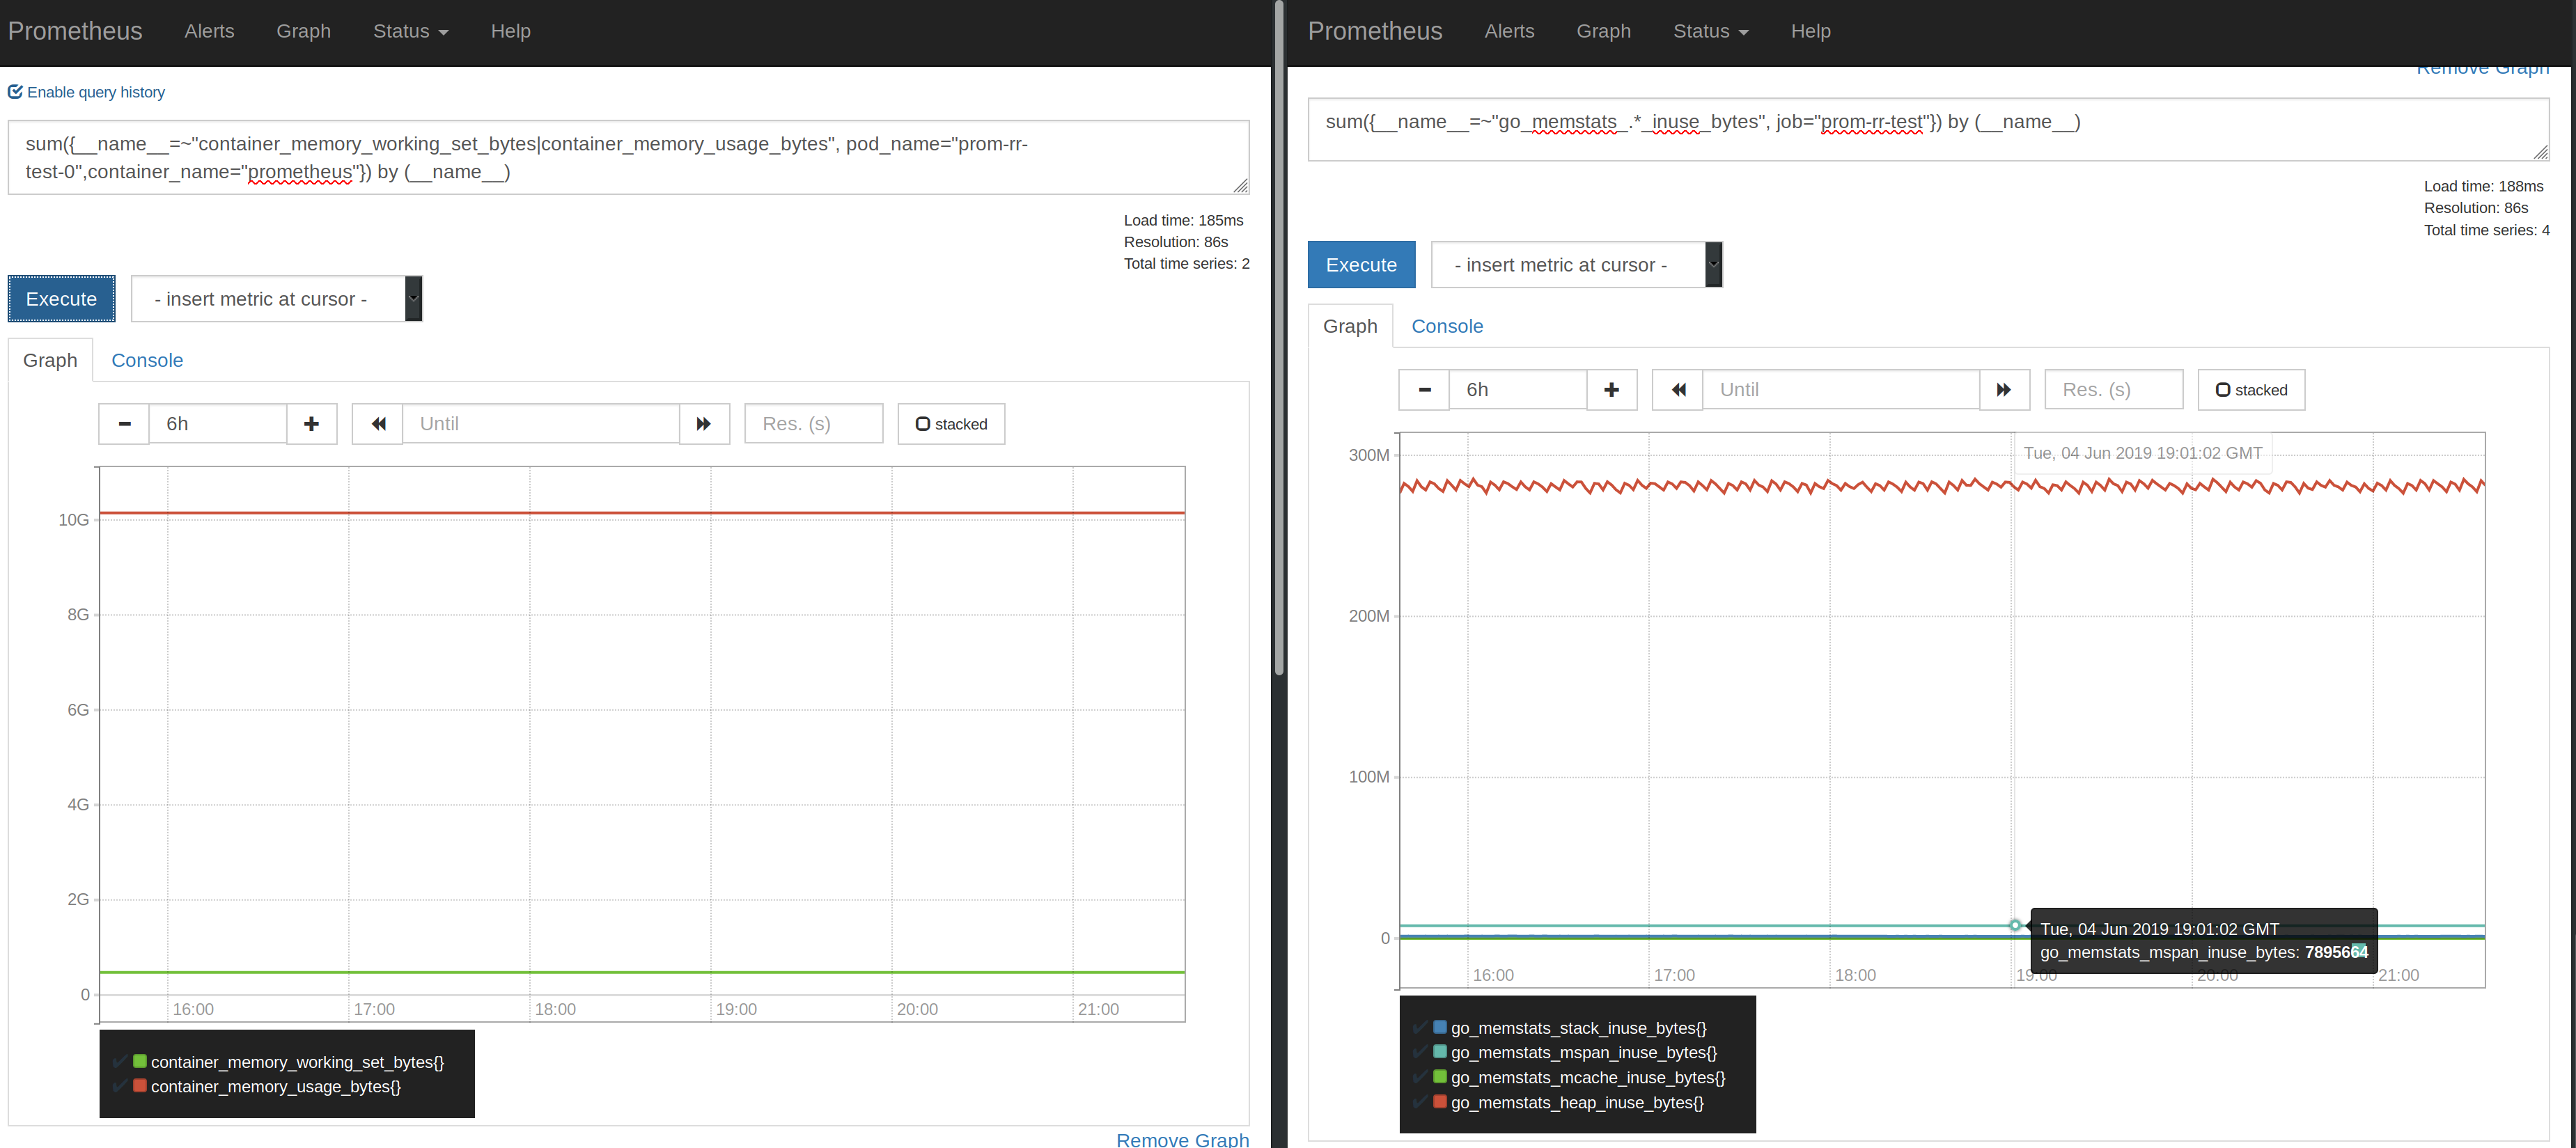 Prometheus Alerts Graph Status Help
Enable query history
sum({__name__=~"container_memory_working_set_bytes|container_memory_usage_bytes", pod_name="prom-rr-
test-0",container_name="prometheus"}) by (__name__)
Load time: 185ms
Resolution: 86s
Total time series: 2
Execute - insert metric at cursor -
Graph Console
6h Until Res. (s) stacked
10G
8G
6G
4G
2G
0
16:00 17:00 18:00 19:00 20:00 21:00
container_memory_working_set_bytes{}
container_memory_usage_bytes{}
Remove Graph
Prometheus Alerts Graph Status Help
Remove Graph
sum({__name__=~"go_memstats_.*_inuse_bytes", job="prom-rr-test"}) by (__name__)
Load time: 188ms
Resolution: 86s
Total time series: 4
Execute - insert metric at cursor -
Graph Console
6h Until Res. (s) stacked
Tue, 04 Jun 2019 19:01:02 GMT
300M
200M
100M
0
Tue, 04 Jun 2019 19:01:02 GMT
go_memstats_mspan_inuse_bytes: 7895664
16:00 17:00 18:00 19:00 20:00 21:00
go_memstats_stack_inuse_bytes{}
go_memstats_mspan_inuse_bytes{}
go_memstats_mcache_inuse_bytes{}
go_memstats_heap_inuse_bytes{}